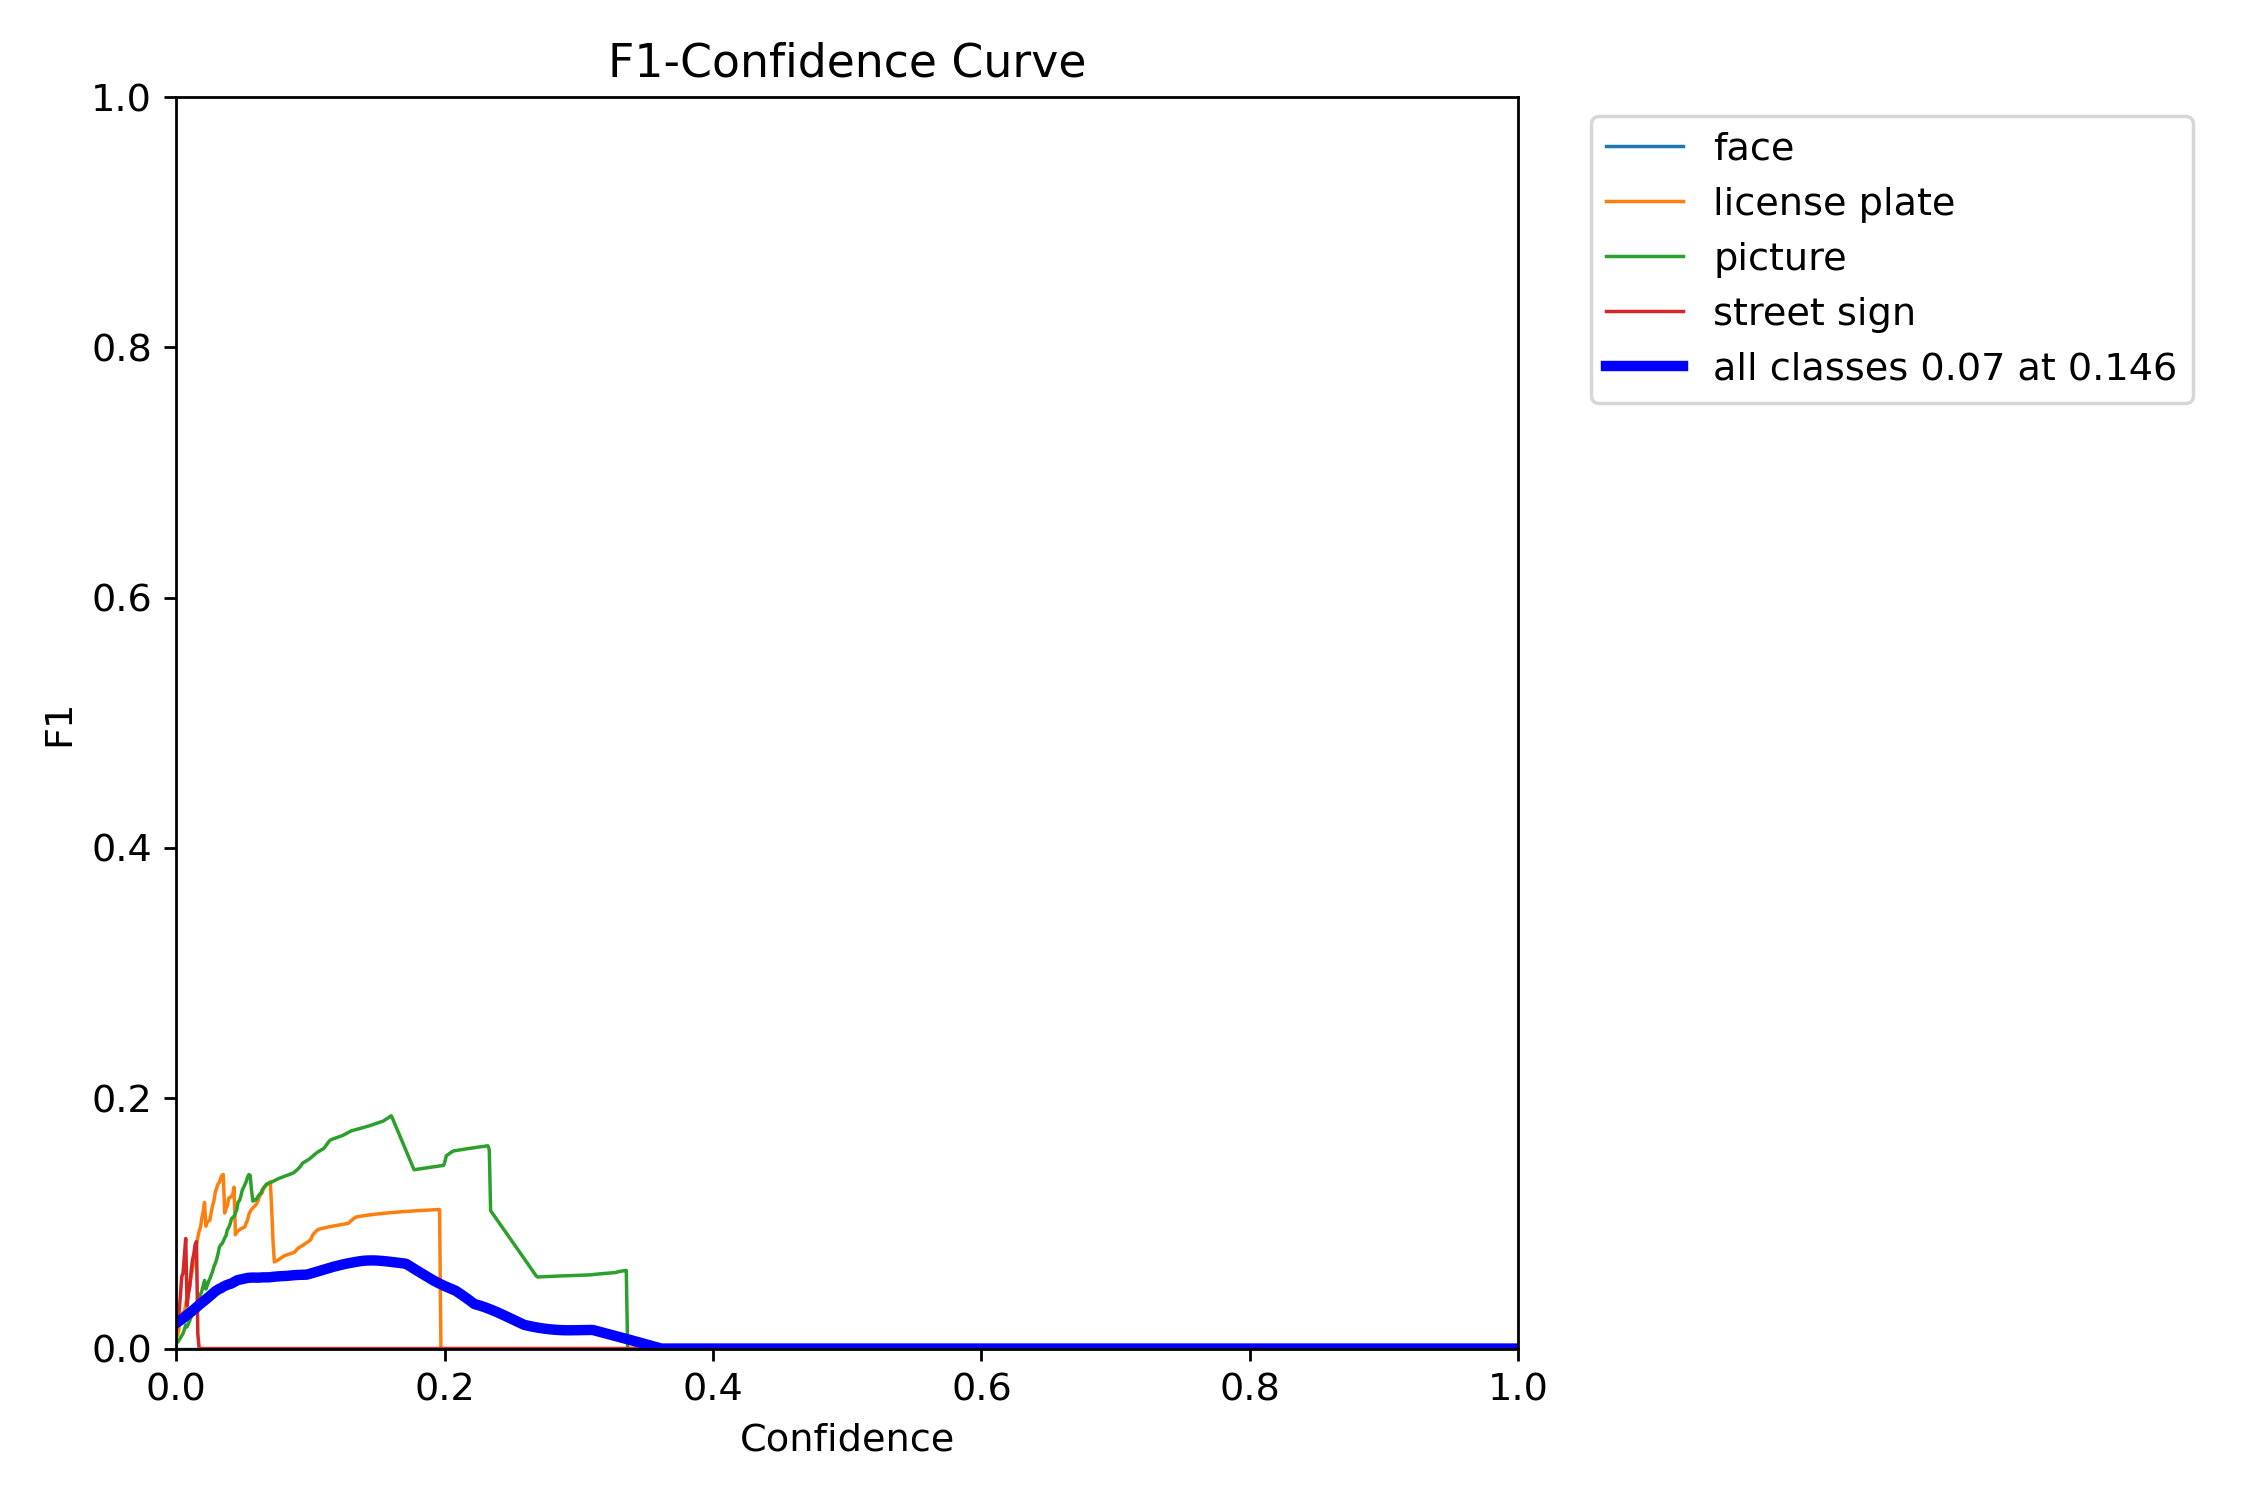 F1-Confidence Curve
1.0
0.8
0.6
0.4
0.2
0.0
F1
0.0 0.2 0.4 0.6 0.8 1.0
Confidence
face
license plate
picture
street sign
all classes 0.07 at 0.146